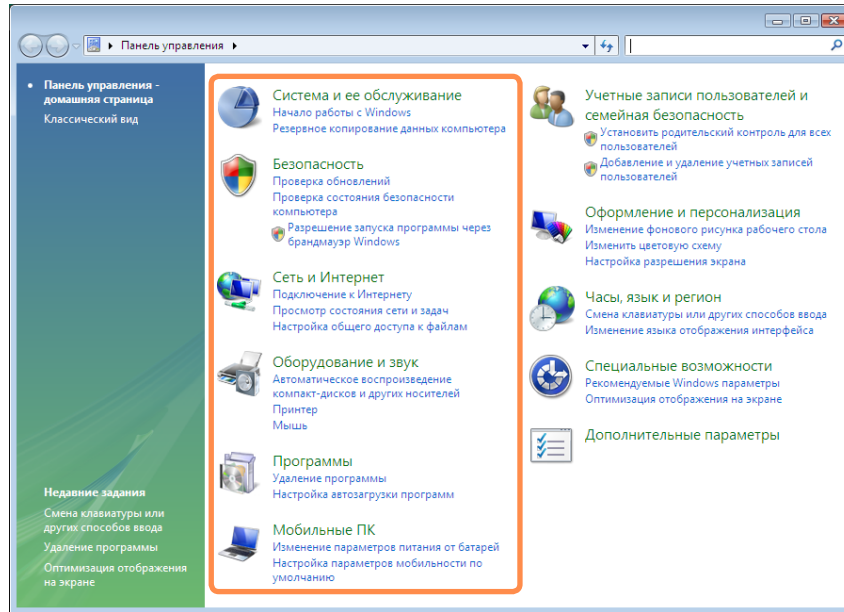 Панель управления
Панель управления -
домашняя страница
Классический вид
Система и ее обслуживание
Начало работы с Windows
Резервное копирование данных компьютера
Безопасность
Проверка обновлений
Проверка состояния безопасности
компьютера
Разрешение запуска программы через
брандмауэр Windows
Сеть и Интернет
Подключение к Интернету
Просмотр состояния сети и задач
Настройка общего доступа к файлам
Оборудование и звук
Автоматическое воспроизведение
компакт-дисков и других носителей
Принтер
Мышь
Программы
Удаление программы
Настройка автозагрузки программ
Мобильные ПК
Изменение параметров питания от батарей
Настройка параметров мобильности по
умолчанию
Учетные записи пользователей и
семейная безопасность
Установить родительский контроль для всех
пользователей
Добавление и удаление учетных записей
пользователей
Оформление и персонализация
Изменение фонового рисунка рабочего стола
Изменить цветовую схему
Настройка разрешения экрана
Часы, язык и регион
Смена клавиатуры или других способов ввода
Изменение языка отображения интерфейса
Специальные возможности
Рекомендуемые Windows параметры
Оптимизация отображения на экране
Дополнительные параметры
Недавние задания
Смена клавиатуры или
других способов ввода
Удаление программы
Оптимизация отображения
на экране